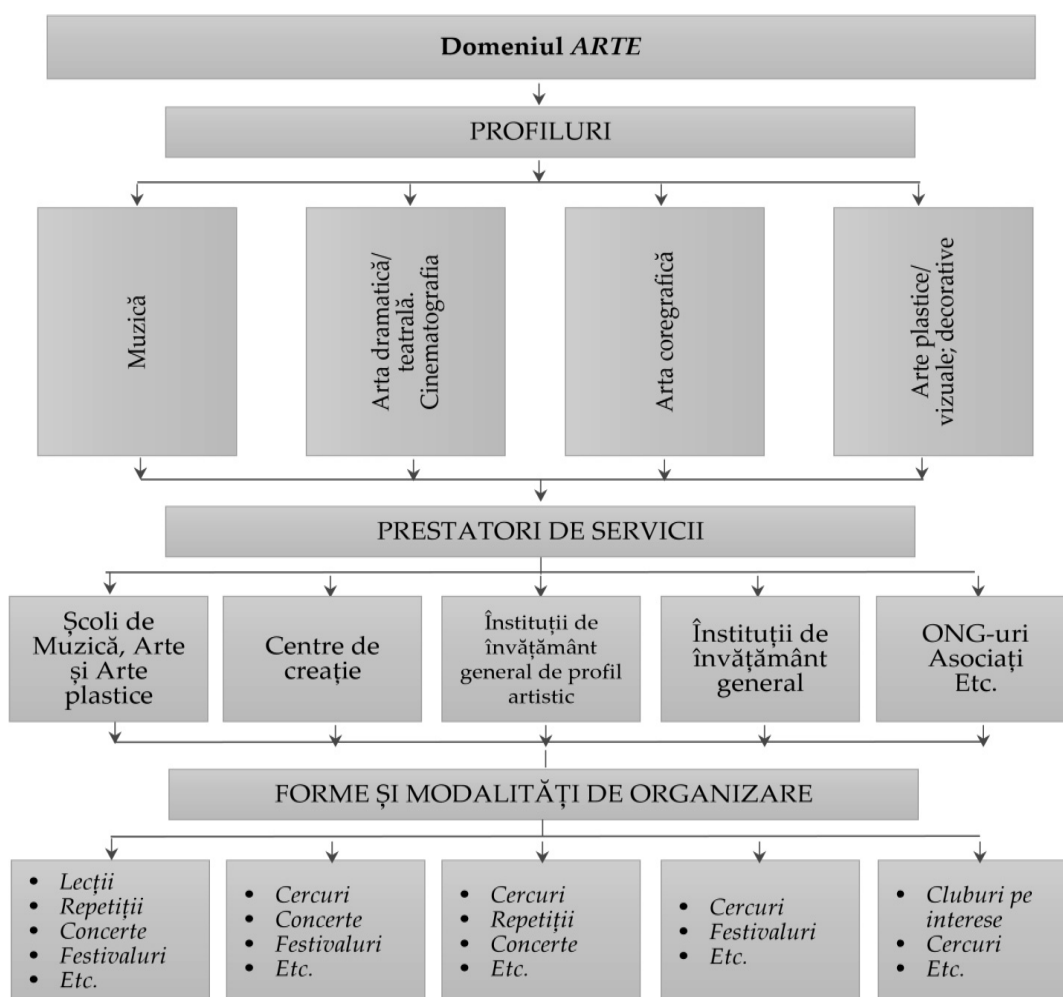 Domeniul ARTE
PROFILURI
Muzică
Arta dramatică/
teatrală.
Cinematografia
Arta coregrafică
Arte plastice/
vizuale; decorative
PRESTATORI DE SERVICII
Școli de
Muzică, Arte
și Arte
plastice
Centre de
creație
Înstituții de
învățământ
general de profil
artistic
Înstituții de
învățământ
general
ONG-uri
Asociați
Etc.
FORME ȘI MODALITĂȚI DE ORGANIZARE
• Lecții
• Repetiții
• Concerte
• Festivaluri
• Etc.
• Cercuri
• Concerte
• Festivaluri
• Etc.
• Cercuri
• Repetiții
• Concerte
• Etc.
• Cercuri
• Festivaluri
• Etc.
• Cluburi pe
interese
• Cercuri
• Etc.